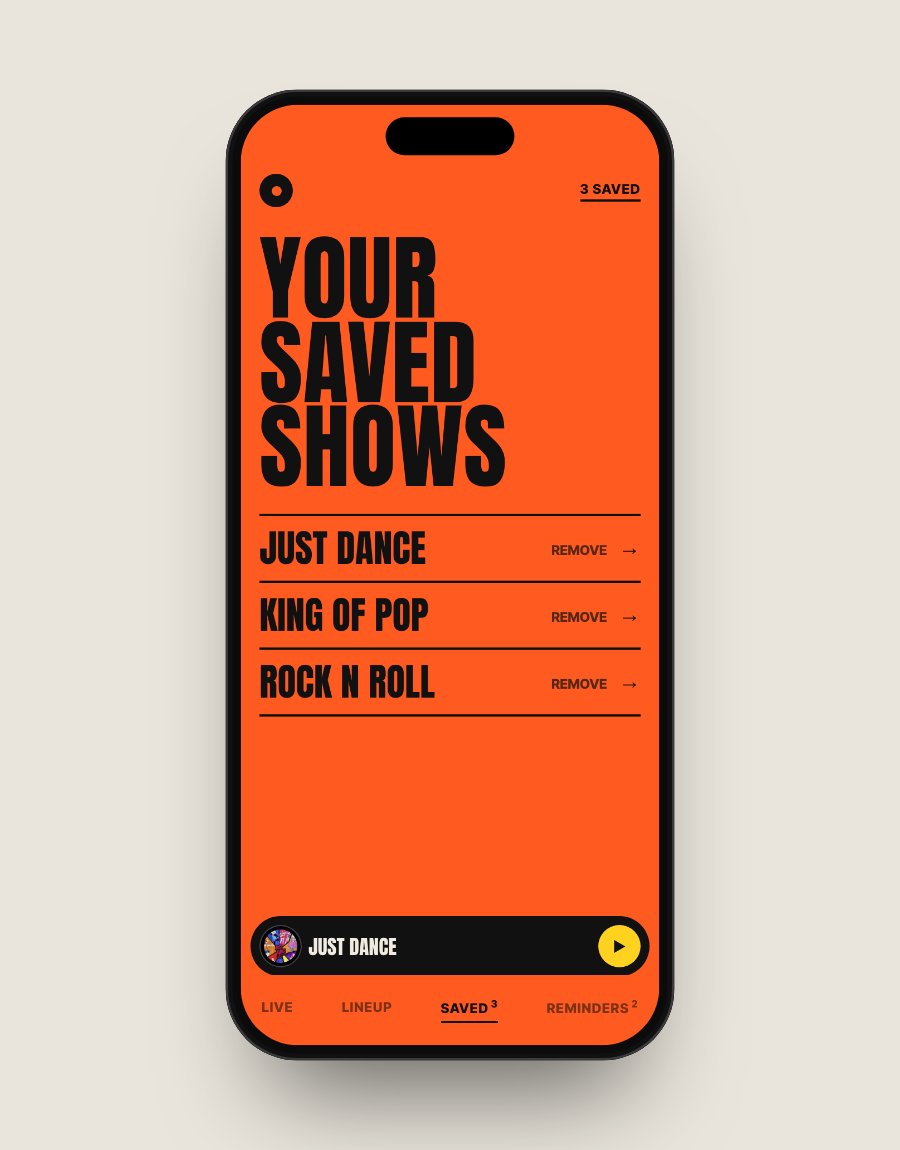 3 SAVED
YOUR
SAVED
SHOWS
JUST DANCE REMOVE →
KING OF POP REMOVE →
ROCK N ROLL REMOVE →
JUST DANCE
LIVE LINEUP SAVED 3 REMINDERS 2